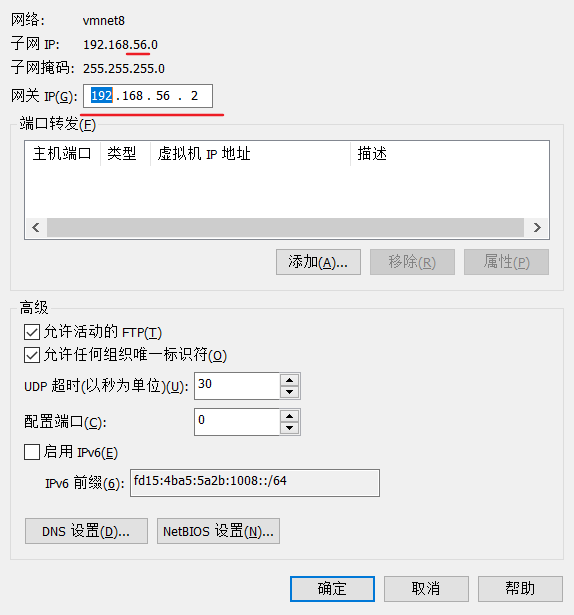 网络: vmnet8
子网 IP: 192.168.56.0
子网掩码: 255.255.255.0
网关 IP(G): 192 . 168 . 56 . 2
端口转发(F)
主机端口 类型 虚拟机 IP 地址 描述
添加(A)... 移除(R) 属性(P)
高级
允许活动的 FTP(T)
允许任何组织唯一标识符(O)
UDP 超时(以秒为单位)(U): 30
配置端口(C): 0
启用 IPv6(E)
IPv6 前缀(6): fd15:4ba5:5a2b:1008::/64
DNS 设置(D)... NetBIOS 设置(N)...
确定 取消 帮助